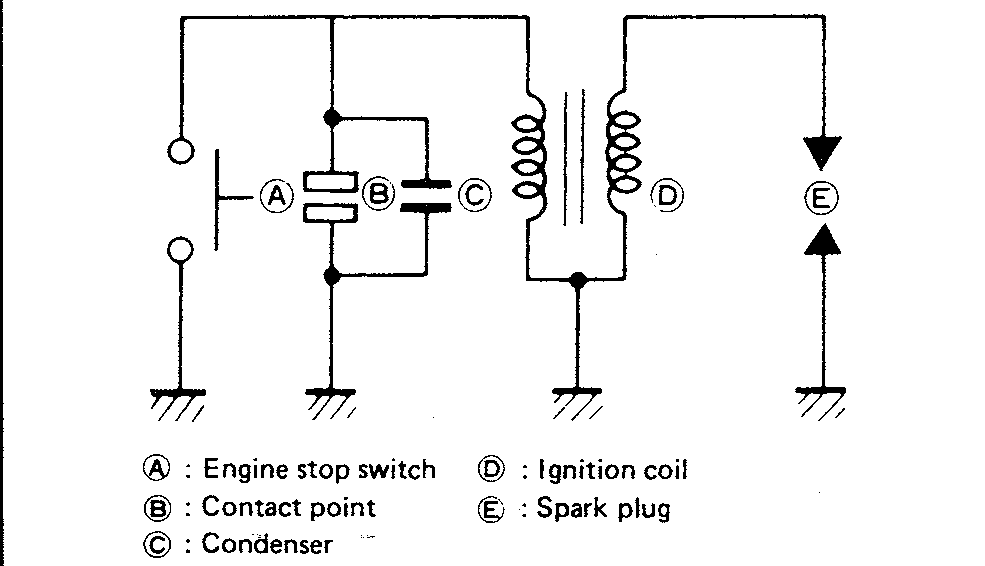 Ⓐ Ⓑ Ⓒ Ⓓ Ⓔ
Ⓐ : Engine stop switch
Ⓑ : Contact point
Ⓒ : Condenser
Ⓓ : Ignition coil
Ⓔ : Spark plug